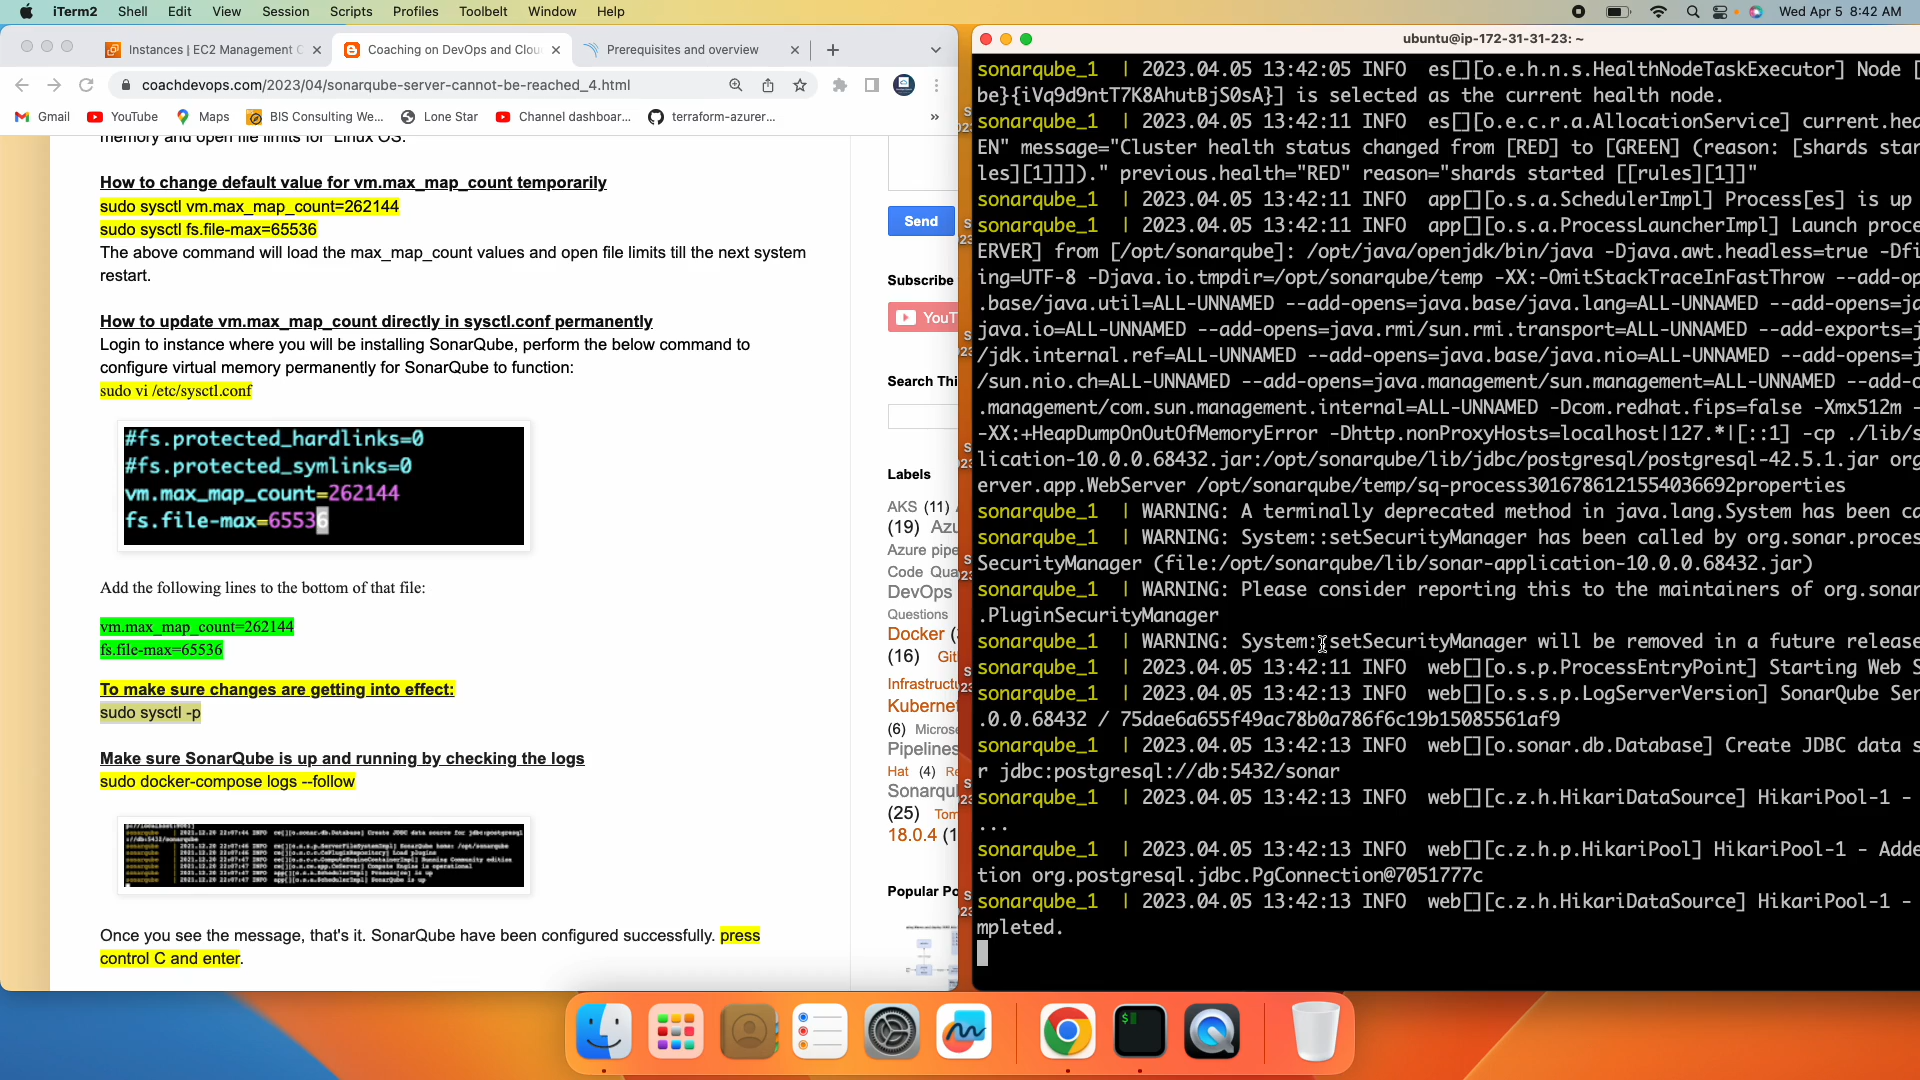 iTerm2 Shell Edit View Session Scripts Profiles Toolbelt Window Help
Wed Apr 5 8:42 AM
Instances | EC2 Management C
Coaching on DevOps and Clou
Prerequisites and overview
coachdevops.com/2023/04/sonarqube-server-cannot-be-reached_4.html
Gmail YouTube Maps BIS Consulting We... Lone Star Channel dashboar... terraform-azurer... »
memory and open file limits for Linux OS.
How to change default value for vm.max_map_count temporarily
sudo sysctl vm.max_map_count=262144
sudo sysctl fs.file-max=65536
The above command will load the max_map_count values and open file limits till the next system
restart.
How to update vm.max_map_count directly in sysctl.conf permanently
Login to instance where you will be installing SonarQube, perform the below command to
configure virtual memory permanently for SonarQube to function:
sudo vi /etc/sysctl.conf
#fs.protected_hardlinks=0
#fs.protected_symlinks=0
vm.max_map_count=262144
fs.file-max=65536
Add the following lines to the bottom of that file:
vm.max_map_count=262144
fs.file-max=65536
To make sure changes are getting into effect:
sudo sysctl -p
Make sure SonarQube is up and running by checking the logs
sudo docker-compose logs --follow
Once you see the message, that's it. SonarQube have been configured successfully. press
control C and enter.
Send
Subscribe
YouT
Search Thi
Labels
AKS (11)
(19) Azu
Azure pipe
Code Qua
DevOps
Questions
Docker
(16) Git
Infrastructu
Kubernet
(6) Micros
Pipelines
Hat (4) Re
Sonarqu
(25) Tom
18.0.4 (1
Popular Po
ubuntu@ip-172-31-31-23: ~
sonarqube_1 | 2023.04.05 13:42:05 INFO es[][o.e.h.n.s.HealthNodeTaskExecutor] Node [
be}{iVq9d9ntT7K8AhutBjS0sA}] is selected as the current health node.
sonarqube_1 | 2023.04.05 13:42:11 INFO es[][o.e.c.r.a.AllocationService] current.hea
EN" message="Cluster health status changed from [RED] to [GREEN] (reason: [shards star
les][1]]])." previous.health="RED" reason="shards started [[rules][1]]"
sonarqube_1 | 2023.04.05 13:42:11 INFO app[][o.s.a.SchedulerImpl] Process[es] is up
sonarqube_1 | 2023.04.05 13:42:11 INFO app[][o.s.a.ProcessLauncherImpl] Launch proce
ERVER] from [/opt/sonarqube]: /opt/java/openjdk/bin/java -Djava.awt.headless=true -Dfi
ing=UTF-8 -Djava.io.tmpdir=/opt/sonarqube/temp -XX:-OmitStackTraceInFastThrow --add-op
.base/java.util=ALL-UNNAMED --add-opens=java.base/java.lang=ALL-UNNAMED --add-opens=ja
java.io=ALL-UNNAMED --add-opens=java.rmi/sun.rmi.transport=ALL-UNNAMED --add-exports=j
/jdk.internal.ref=ALL-UNNAMED --add-opens=java.base/java.nio=ALL-UNNAMED --add-opens=j
/sun.nio.ch=ALL-UNNAMED --add-opens=java.management/sun.management=ALL-UNNAMED --add-o
.management/com.sun.management.internal=ALL-UNNAMED -Dcom.redhat.fips=false -Xmx512m -
-XX:+HeapDumpOnOutOfMemoryError -Dhttp.nonProxyHosts=localhost|127.*|[::1] -cp ./lib/s
lication-10.0.0.68432.jar:/opt/sonarqube/lib/jdbc/postgresql/postgresql-42.5.1.jar org
erver.app.WebServer /opt/sonarqube/temp/sq-process3016786121554036692properties
sonarqube_1 | WARNING: A terminally deprecated method in java.lang.System has been ca
sonarqube_1 | WARNING: System::setSecurityManager has been called by org.sonar.proces
SecurityManager (file:/opt/sonarqube/lib/sonar-application-10.0.0.68432.jar)
sonarqube_1 | WARNING: Please consider reporting this to the maintainers of org.sonar
.PluginSecurityManager
sonarqube_1 | WARNING: System::setSecurityManager will be removed in a future release
sonarqube_1 | 2023.04.05 13:42:11 INFO web[][o.s.p.ProcessEntryPoint] Starting Web S
sonarqube_1 | 2023.04.05 13:42:13 INFO web[][o.s.s.p.LogServerVersion] SonarQube Ser
.0.0.68432 / 75dae6a655f49ac78b0a786f6c19b15085561af9
sonarqube_1 | 2023.04.05 13:42:13 INFO web[][o.sonar.db.Database] Create JDBC data s
r jdbc:postgresql://db:5432/sonar
sonarqube_1 | 2023.04.05 13:42:13 INFO web[][c.z.h.HikariDataSource] HikariPool-1 -
...
sonarqube_1 | 2023.04.05 13:42:13 INFO web[][c.z.h.p.HikariPool] HikariPool-1 - Adde
tion org.postgresql.jdbc.PgConnection@7051777c
sonarqube_1 | 2023.04.05 13:42:13 INFO web[][c.z.h.HikariDataSource] HikariPool-1 -
mpleted.